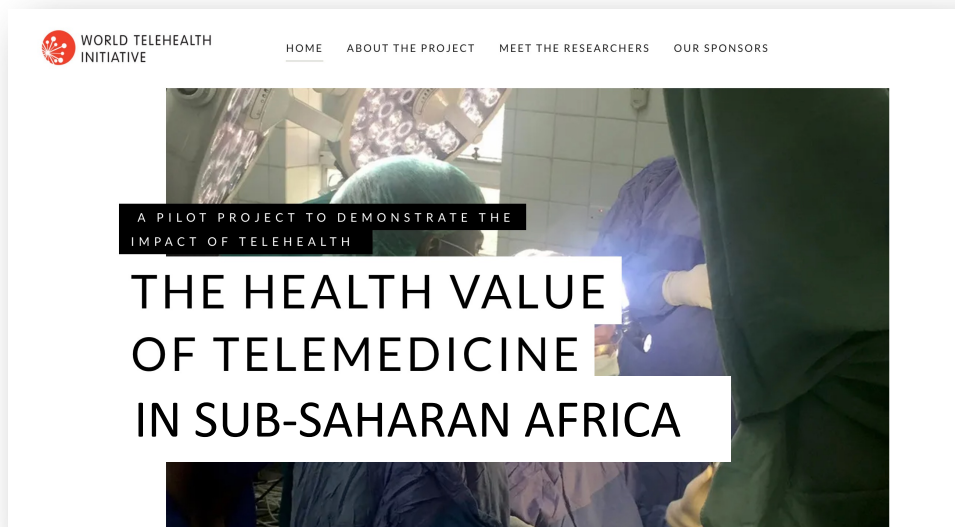 WORLD TELEHEALTH
INITIATIVE
HOME ABOUT THE PROJECT MEET THE RESEARCHERS OUR SPONSORS
A PILOT PROJECT TO DEMONSTRATE THE
IMPACT OF TELEHEALTH
THE HEALTH VALUE
OF TELEMEDICINE
IN SUB-SAHARAN AFRICA